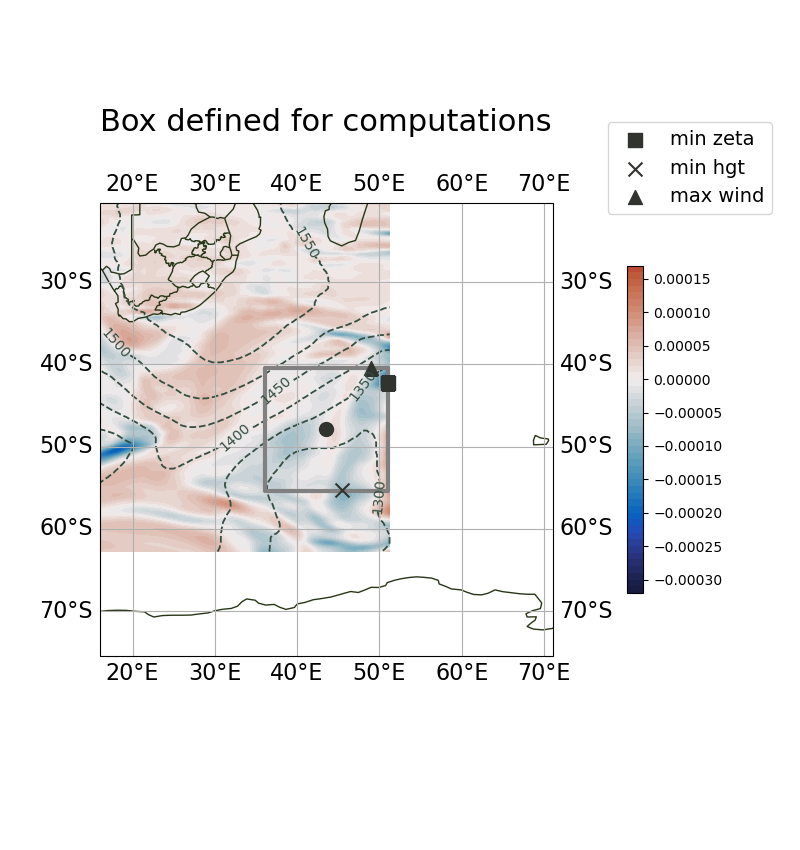 Box defined for computations
min zeta
min hgt
max wind
20°E 30°E 40°E 50°E 60°E 70°E
1550
30°S 30°S
0.00015
0.00010
1500
0.00005
40°S 40°S
0.00000
1350
1450
−0.00005
1400
50°S 50°S
−0.00010
−0.00015
1300
−0.00020
60°S 60°S
−0.00025
−0.00030
70°S 70°S
20°E 30°E 40°E 50°E 60°E 70°E